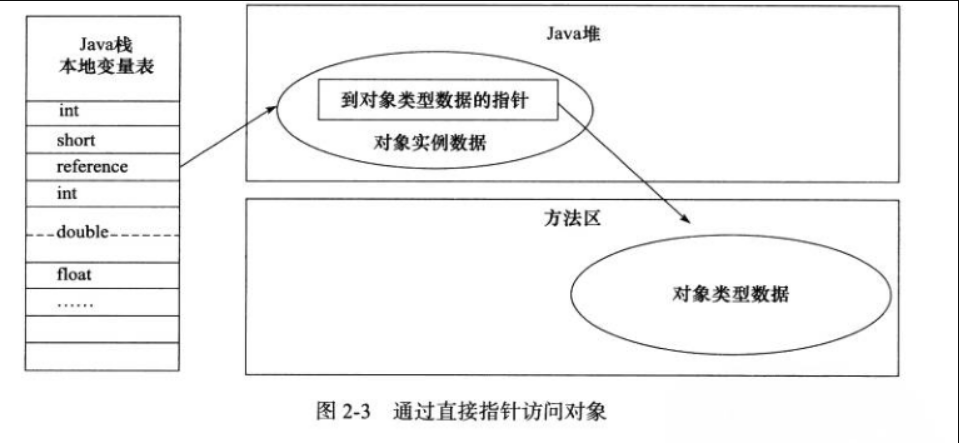 Java栈
本地变量表
int
short
reference
int
double
float
……
Java堆
到对象类型数据的指针
对象实例数据
方法区
对象类型数据
图 2-3 通过直接指针访问对象